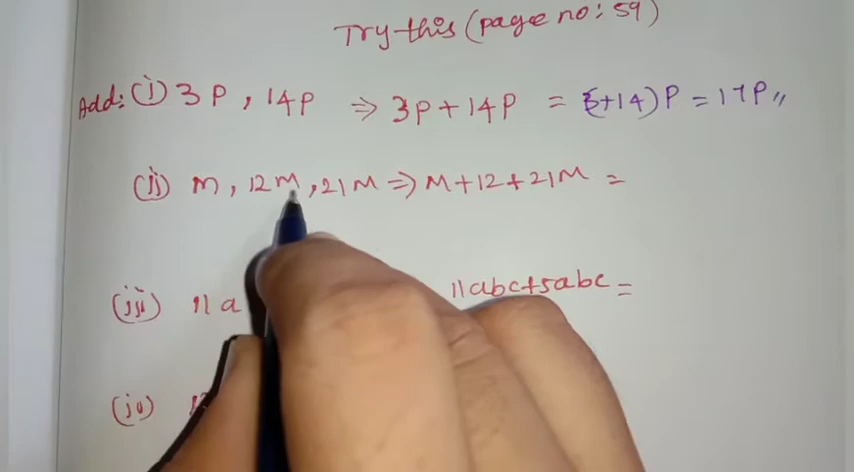 Try this (page no: 59)
Add: (i) 3P, 14P ⇒ 3P+14P = (3+14)P = 17P,,
(ii) m, 12M, 21M ⇒ M+12+21M =
(iii) 11a 11abc+5abc =
(iv)